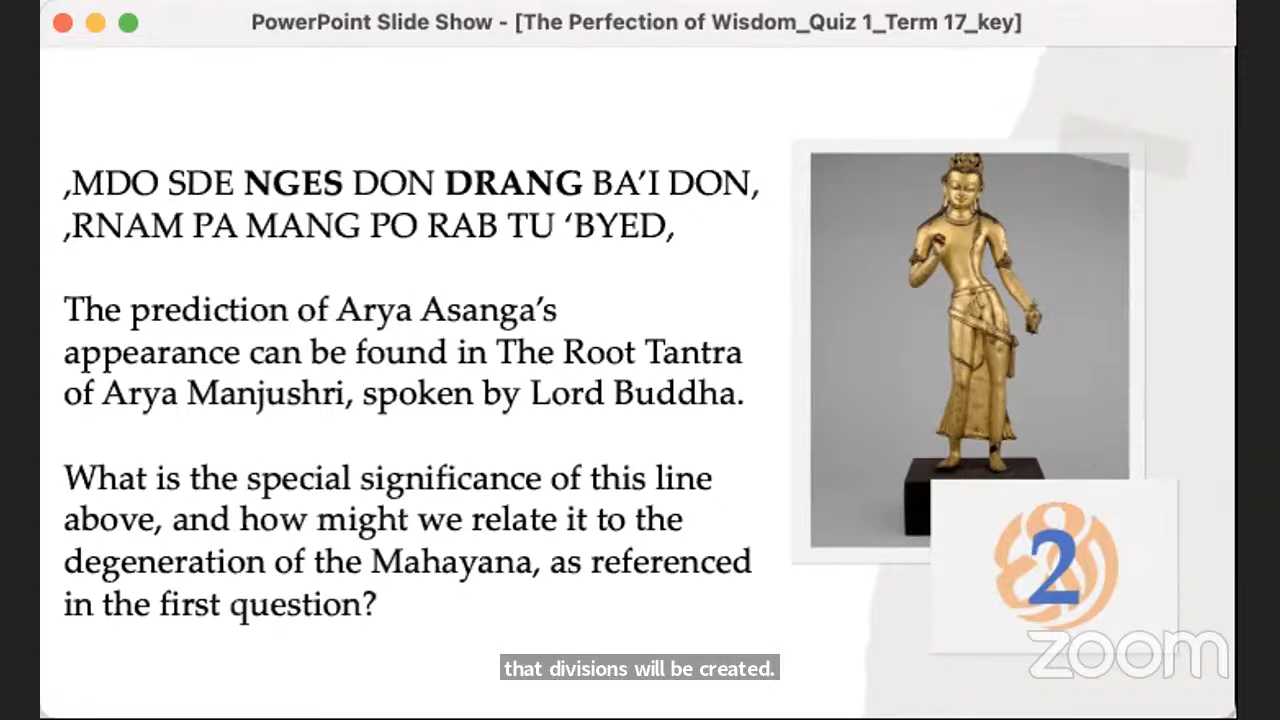 PowerPoint Slide Show - [The Perfection of Wisdom_Quiz 1_Term 17_key]
,MDO SDE NGES DON DRANG BA’I DON,
,RNAM PA MANG PO RAB TU ‘BYED,
The prediction of Arya Asanga’s
appearance can be found in The Root Tantra
of Arya Manjushri, spoken by Lord Buddha.
What is the special significance of this line
above, and how might we relate it to the
degeneration of the Mahayana, as referenced
in the first question?
2
zoom
that divisions will be created.